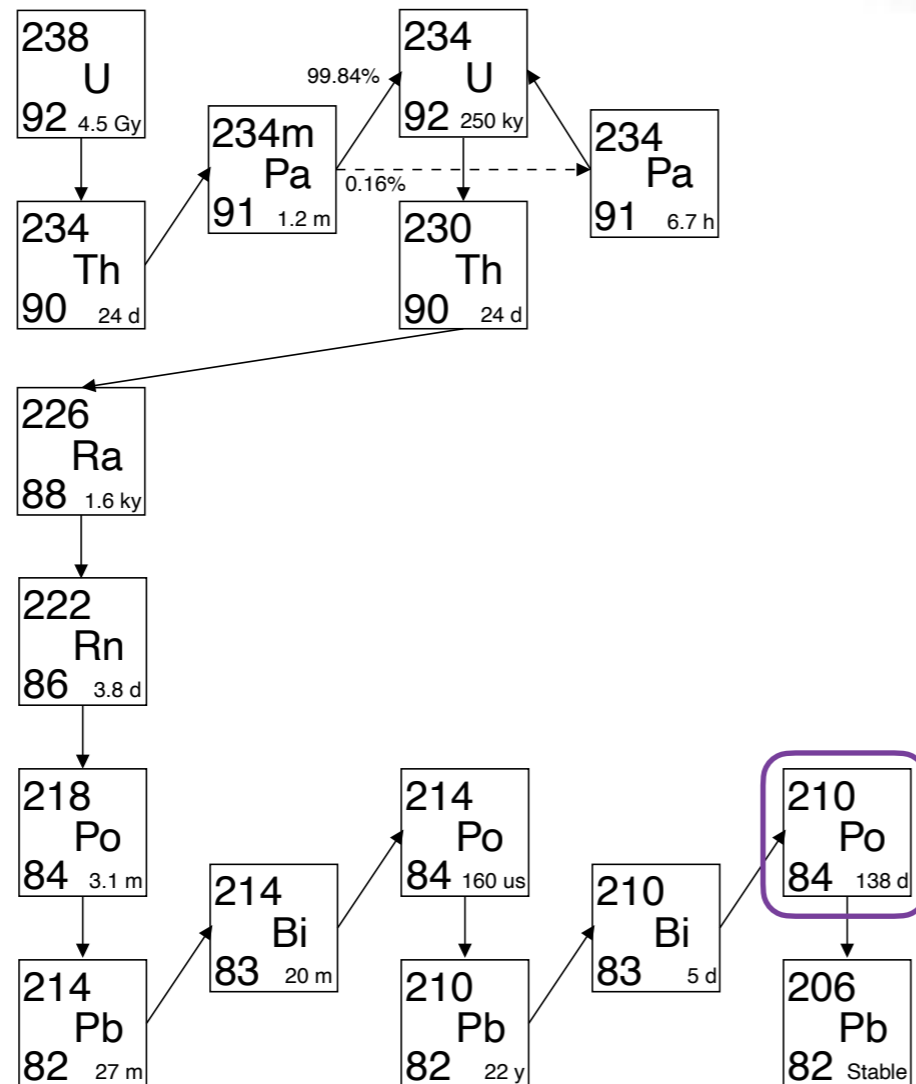 238
U
92 4.5 Gy
234
Th
90 24 d
234m
Pa
91 1.2 m
99.84%
0.16%
234
U
92 250 ky
234
Pa
91 6.7 h
230
Th
90 24 d
226
Ra
88 1.6 ky
222
Rn
86 3.8 d
218
Po
84 3.1 m
214
Pb
82 27 m
214
Bi
83 20 m
214
Po
84 160 us
210
Pb
82 22 y
210
Bi
83 5 d
210
Po
84 138 d
206
Pb
82 Stable